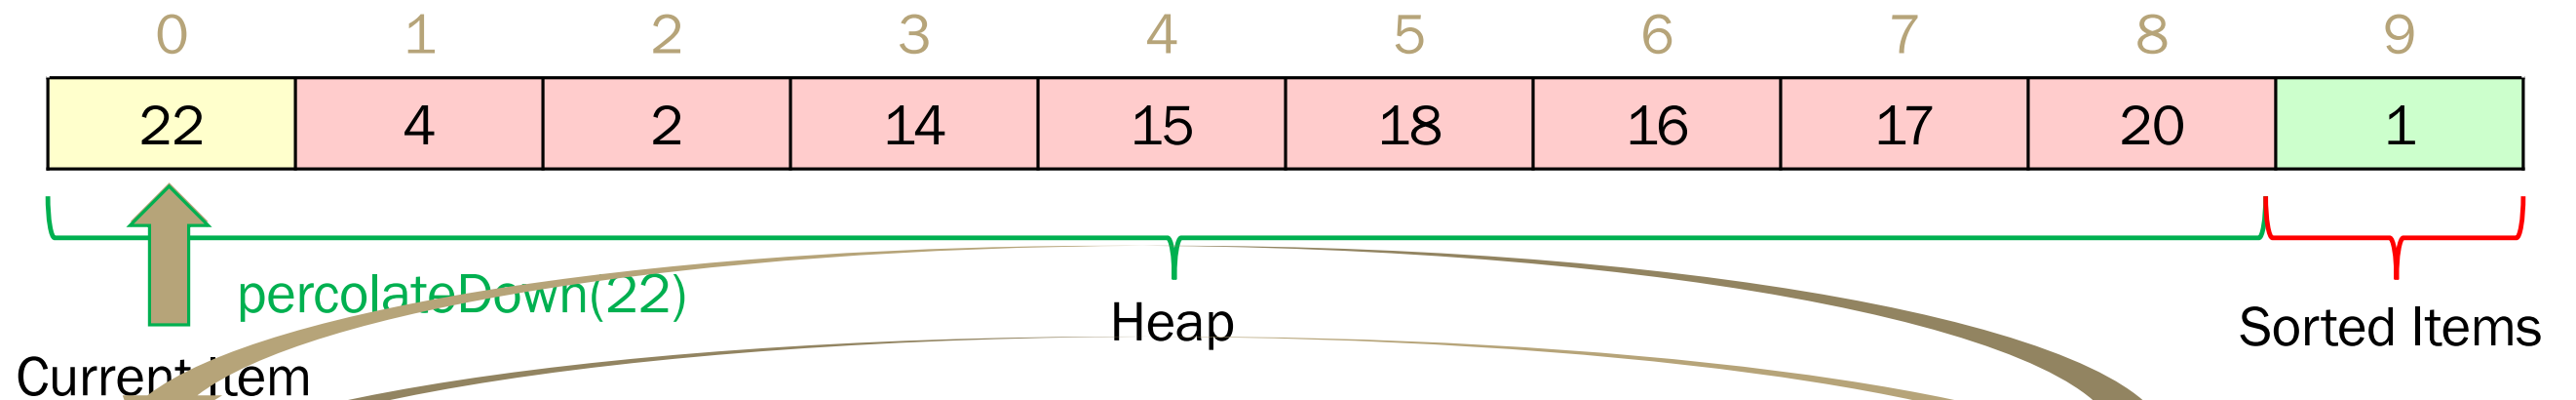 0 1 2 3 4 5 6 7 8 9
22 4 2 14 15 18 16 17 20 1
percolateDown(22)
Heap
Sorted Items
Current Item